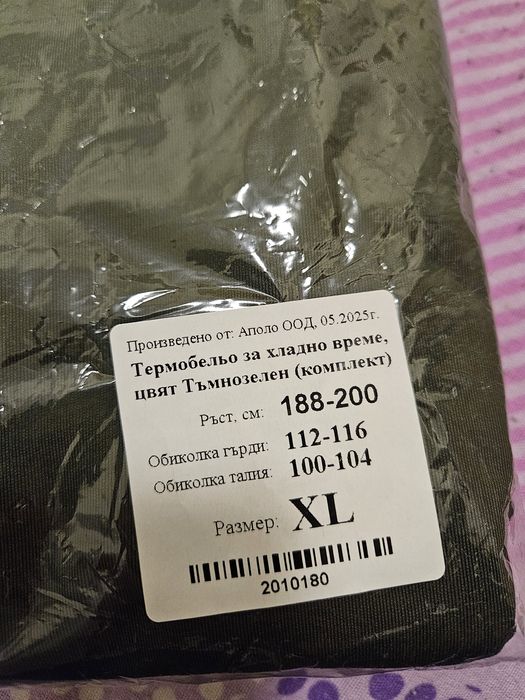 Произведено от: Аполо ООД, 05.2025г.
Термобельо за хладно време,
цвят Тъмнозелен (комплект)
Ръст, см: 188-200
Обиколка гърди: 112-116
Обиколка талия: 100-104
Размер: XL
2010180